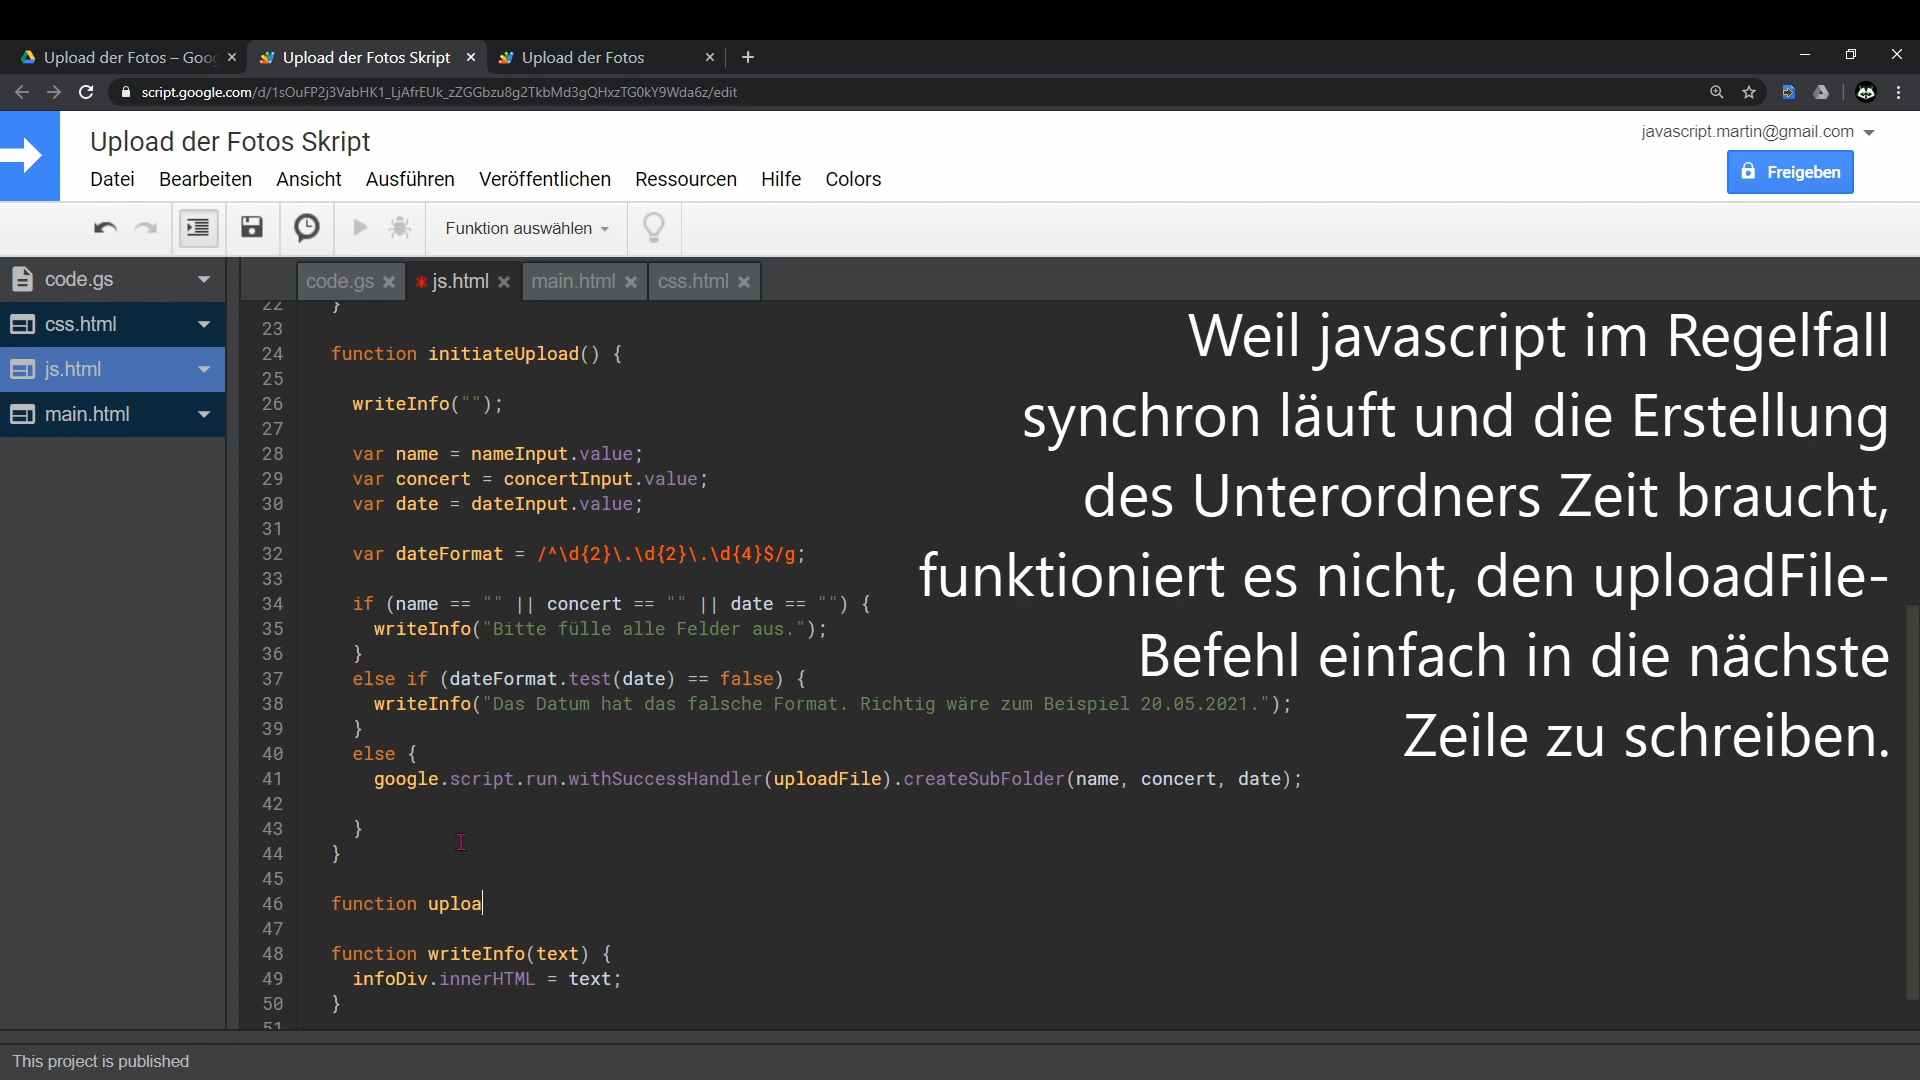 Upload der Fotos – Goog
Upload der Fotos Skript
Upload der Fotos
script.google.com/d/1sOuFP2j3VabHK1_LjAfrEUk_zZGGbzu8g2TkbMd3gQHxzTG0kY9Wda6z/edit
Upload der Fotos Skript
javascript.martin@gmail.com
Datei Bearbeiten Ansicht Ausführen Veröffentlichen Ressourcen Hilfe Colors
Freigeben
Funktion auswählen
code.gs
css.html
js.html
main.html
code.gs * js.html main.html css.html
22 }
23
24 function initiateUpload() {
25
26 writeInfo("");
27
28 var name = nameInput.value;
29 var concert = concertInput.value;
30 var date = dateInput.value;
31
32 var dateFormat = /^\d{2}\.\d{2}\.\d{4}$/g;
33
34 if (name == "" || concert == "" || date == "") {
35 writeInfo("Bitte fülle alle Felder aus.");
36 }
37 else if (dateFormat.test(date) == false) {
38 writeInfo("Das Datum hat das falsche Format. Richtig wäre zum Beispiel 20.05.2021.");
39 }
40 else {
41 google.script.run.withSuccessHandler(uploadFile).createSubFolder(name, concert, date);
42
43 }
44 }
45
46 function uploa
47
48 function writeInfo(text) {
49 infoDiv.innerHTML = text;
50 }
51
Weil javascript im Regelfall
synchron läuft und die Erstellung
des Unterordners Zeit braucht,
funktioniert es nicht, den uploadFile-
Befehl einfach in die nächste
Zeile zu schreiben.
This project is published